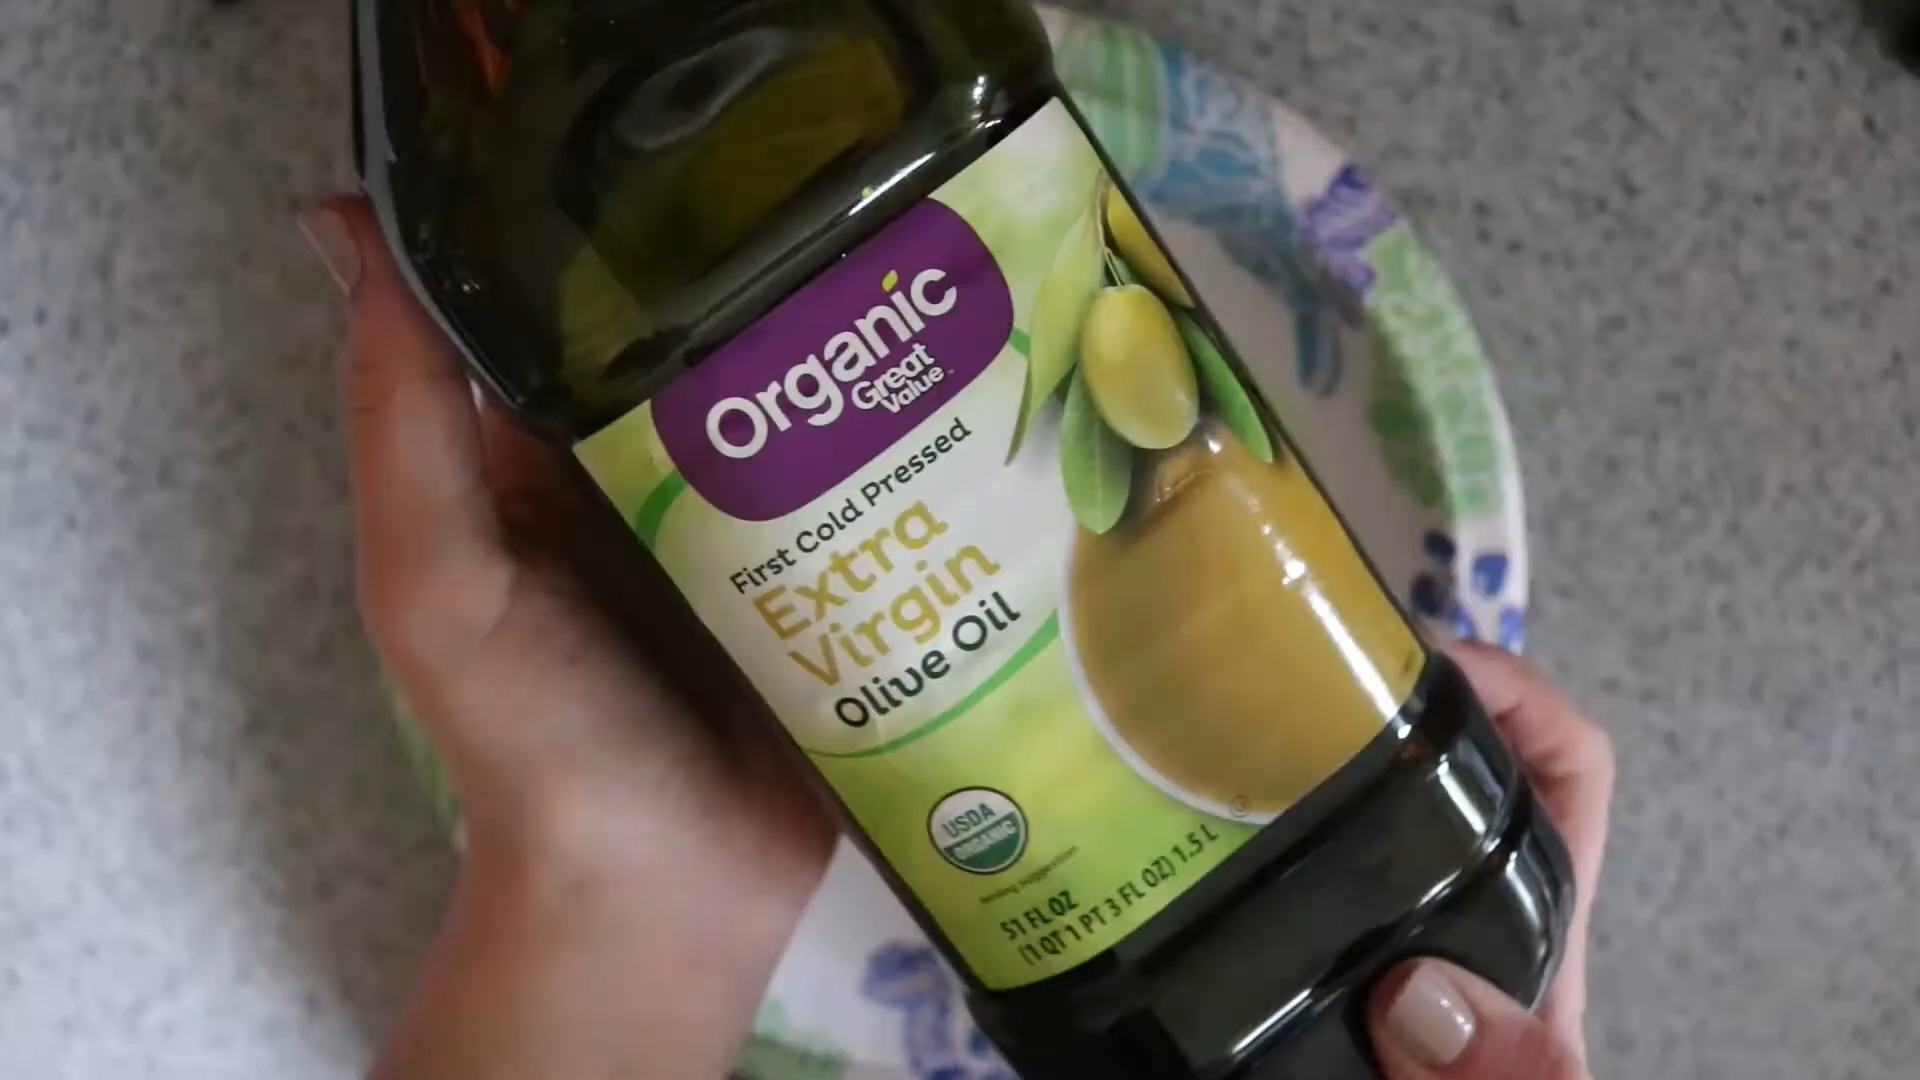 Organic
Great
Value™
First Cold Pressed
Extra
Virgin
Olive Oil
USDA
ORGANIC
51 FL OZ
(1 QT 1 PT 3 FL OZ) 1.5 L